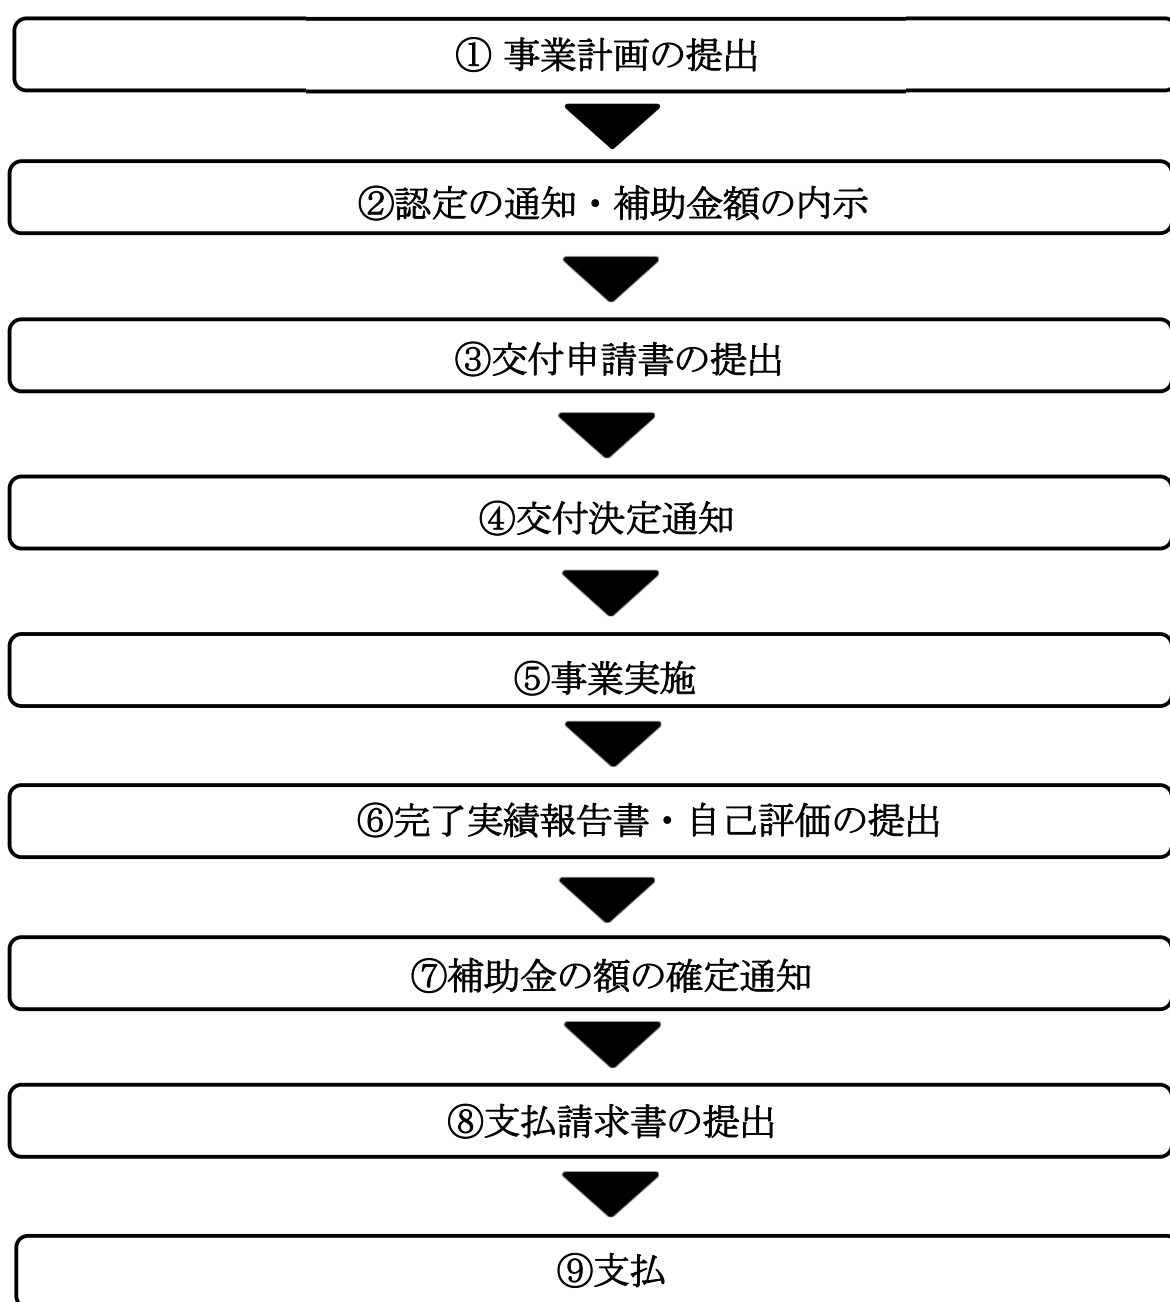 ① 事業計画の提出
②認定の通知・補助金額の内示
③交付申請書の提出
④交付決定通知
⑤事業実施
⑥完了実績報告書・自己評価の提出
⑦補助金の額の確定通知
⑧支払請求書の提出
⑨支払